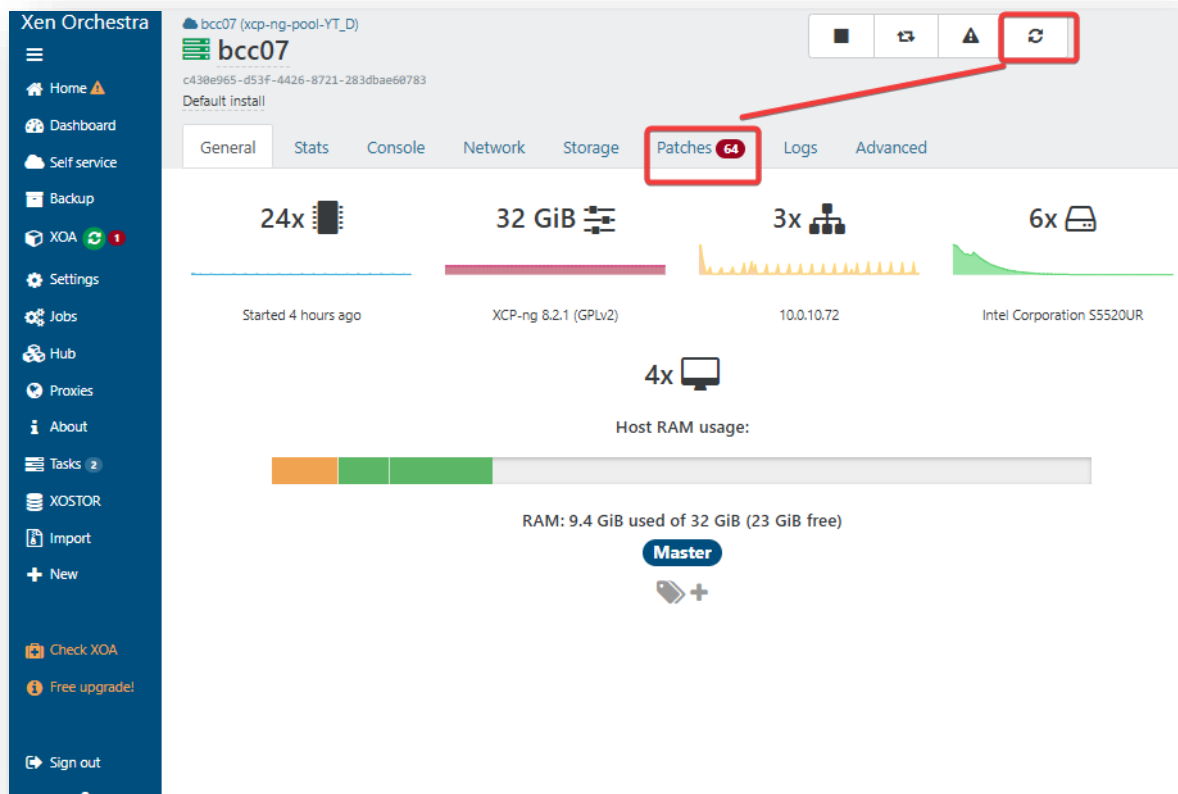 Xen Orchestra
Home
Dashboard
Self service
Backup
XOA 1
Settings
Jobs
Hub
Proxies
About
Tasks 2
XOSTOR
Import
New
Check XOA
Free upgrade!
Sign out
bcc07 (xcp-ng-pool-YT_D)
bcc07
c430e965-d53f-4426-8721-283dbae60783
Default install
General Stats Console Network Storage Patches 64 Logs Advanced
24x 32 GiB 3x 6x
Started 4 hours ago XCP-ng 8.2.1 (GPLv2) 10.0.10.72 Intel Corporation S5520UR
4x
Host RAM usage:
RAM: 9.4 GiB used of 32 GiB (23 GiB free)
Master